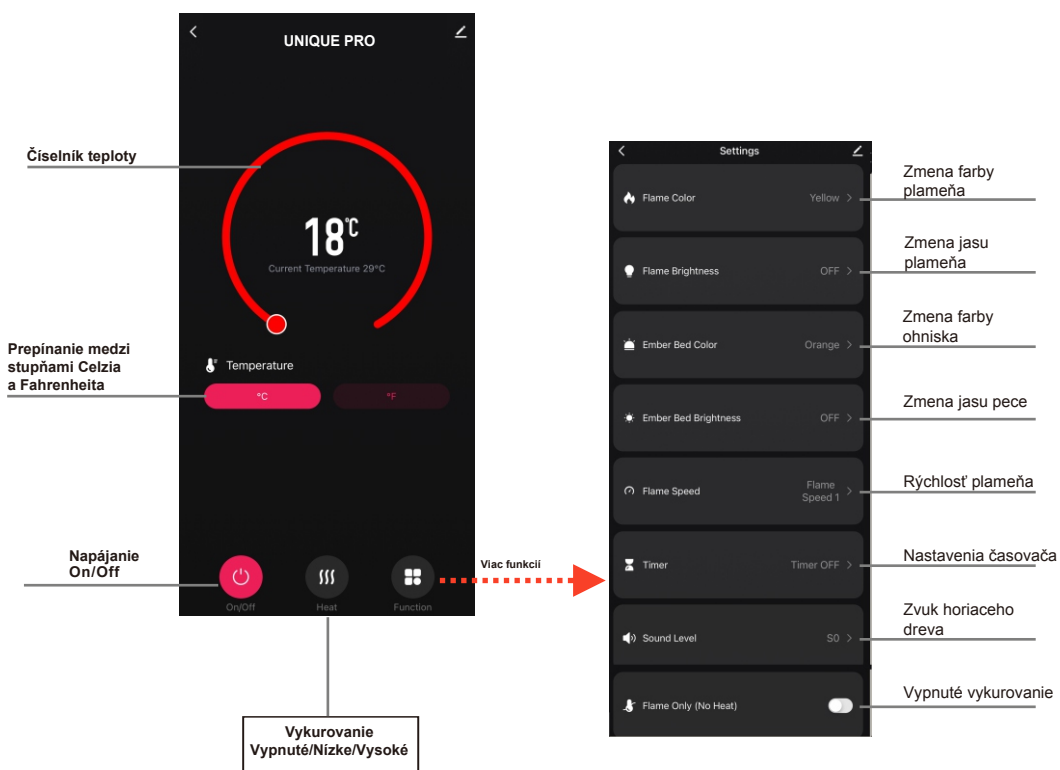 UNIQUE PRO
Číselník teploty
18°C
Current Temperature 29°C
Prepínanie medzi
stupňami Celzia
a Fahrenheita
Temperature
°C
°F
Napájanie
On/Off
On/Off
Heat
Function
Viac funkcií
Vykurovanie
Vypnuté/Nízke/Vysoké
Settings
Flame Color
Yellow
Zmena farby
plameňa
Flame Brightness
OFF
Zmena jasu
plameňa
Ember Bed Color
Orange
Zmena farby
ohniska
Ember Bed Brightness
OFF
Zmena jasu pece
Flame Speed
Flame
Speed 1
Rýchlosť plameňa
Timer
Timer OFF
Nastavenia časovača
Sound Level
S0
Zvuk horiaceho
dreva
Flame Only (No Heat)
Vypnuté vykurovanie